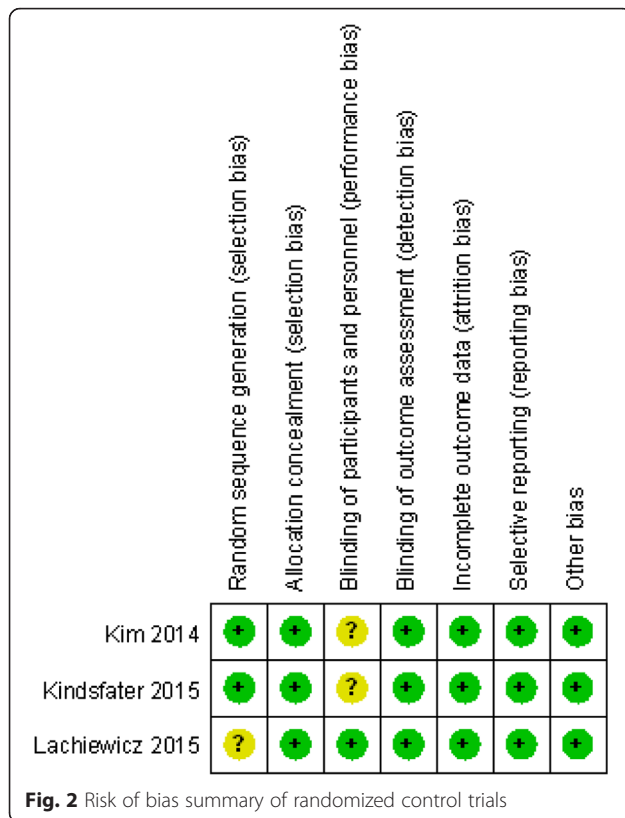 Random sequence generation (selection bias)
Allocation concealment (selection bias)
Blinding of participants and personnel (performance bias)
Blinding of outcome assessment (detection bias)
Incomplete outcome data (attrition bias)
Selective reporting (reporting bias)
Other bias
Kim 2014 + + ? + + + +
Kindsfater 2015 + + ? + + + +
Lachiewicz 2015 ? + + + + + +
Fig. 2 Risk of bias summary of randomized control trials